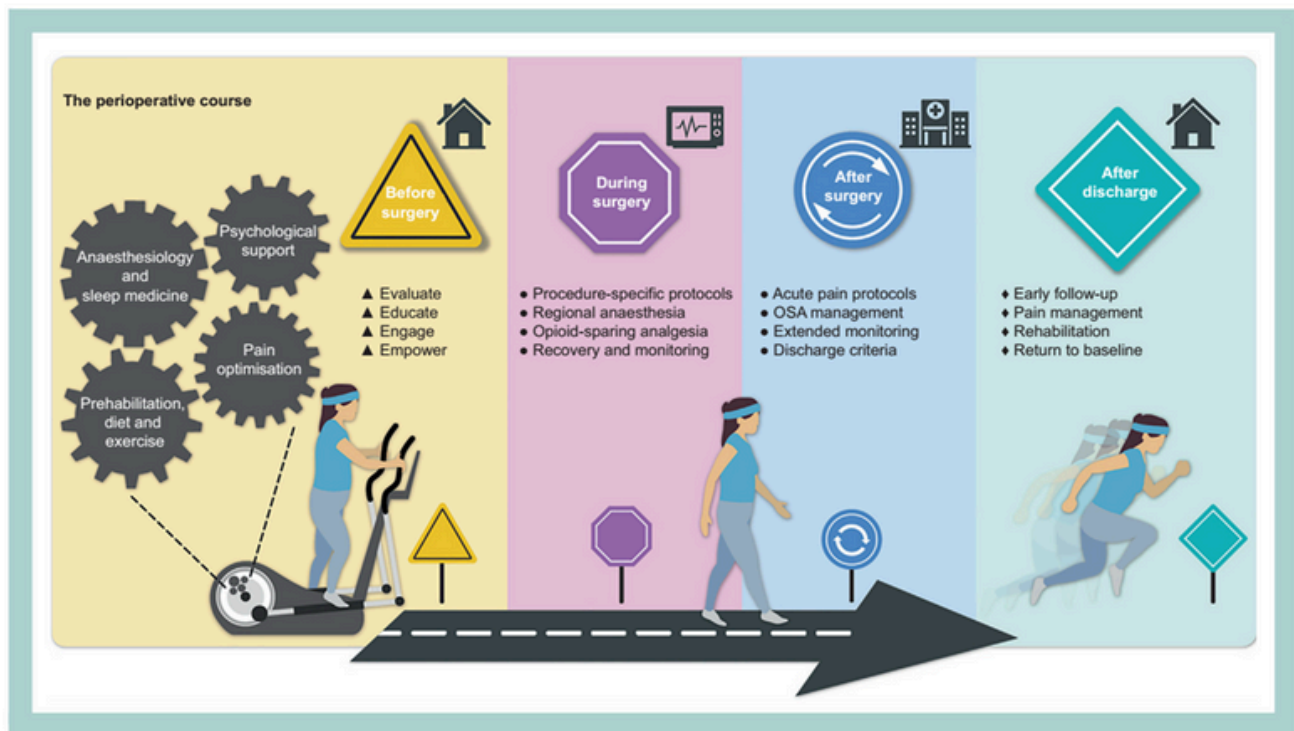 The perioperative course
Anaesthesiology
and
sleep medicine
Psychological
support
Pain
optimisation
Prehabilitation,
diet and
exercise
Before
surgery
▲ Evaluate
▲ Educate
▲ Engage
▲ Empower
During
surgery
● Procedure-specific protocols
● Regional anaesthesia
● Opioid-sparing analgesia
● Recovery and monitoring
After
surgery
● Acute pain protocols
● OSA management
● Extended monitoring
● Discharge criteria
After
discharge
♦ Early follow-up
♦ Pain management
♦ Rehabilitation
♦ Return to baseline